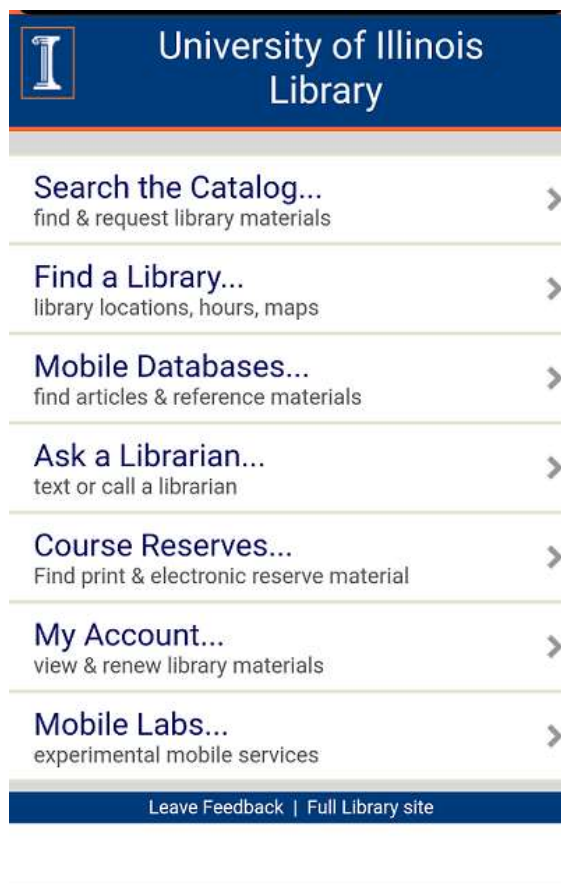 I
University of Illinois
Library
Search the Catalog...
find & request library materials
Find a Library...
library locations, hours, maps
Mobile Databases...
find articles & reference materials
Ask a Librarian...
text or call a librarian
Course Reserves...
Find print & electronic reserve material
My Account...
view & renew library materials
Mobile Labs...
experimental mobile services
Leave Feedback | Full Library site